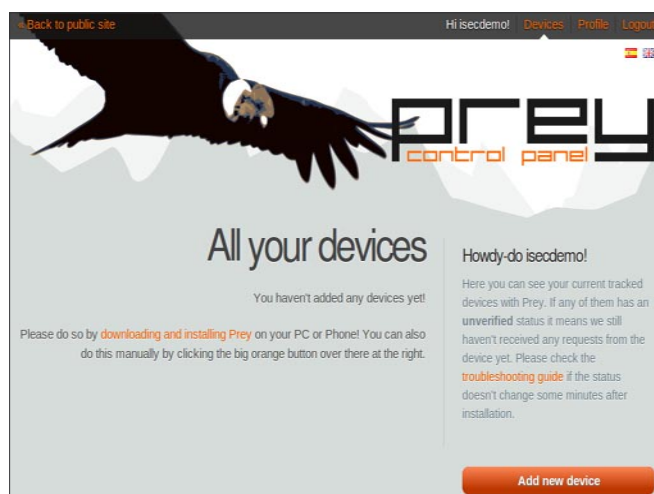 « Back to public site
Hi isecdemo! Devices Profile Logout
prey
control panel
All your devices
You haven't added any devices yet!
Please do so by downloading and installing Prey on your PC or Phone! You can also
do this manually by clicking the big orange button over there at the right.
Howdy-do isecdemo!
Here you can see your current tracked
devices with Prey. If any of them has an
unverified status it means we still
haven't received any requests from the
device yet. Please check the
troubleshooting guide if the status
doesn't change some minutes after
installation.
Add new device